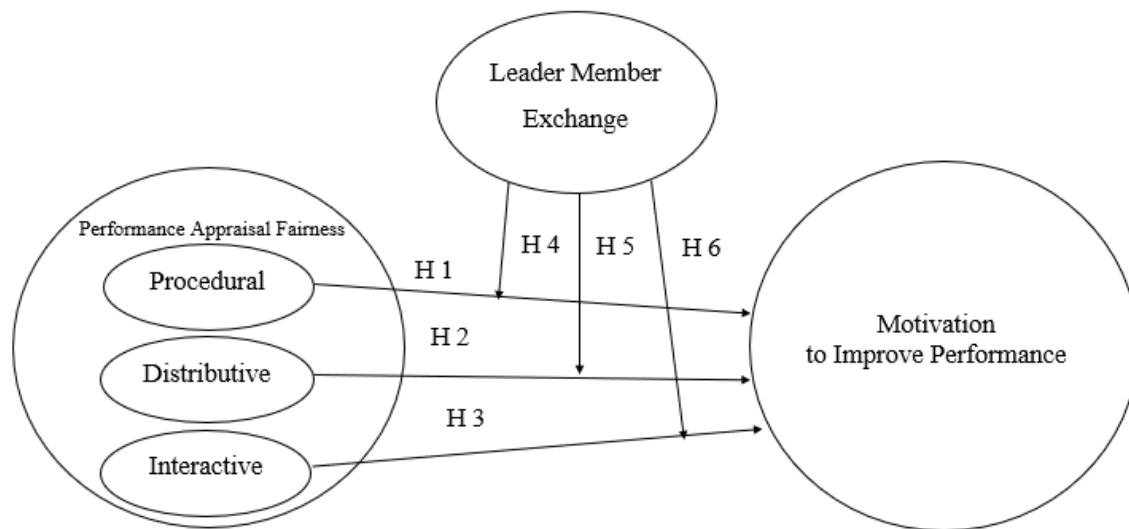 Leader Member
Exchange
Performance Appraisal Fairness
Procedural
Distributive
Interactive
H 1
H 2
H 3
H 4
H 5
H 6
Motivation
to Improve Performance